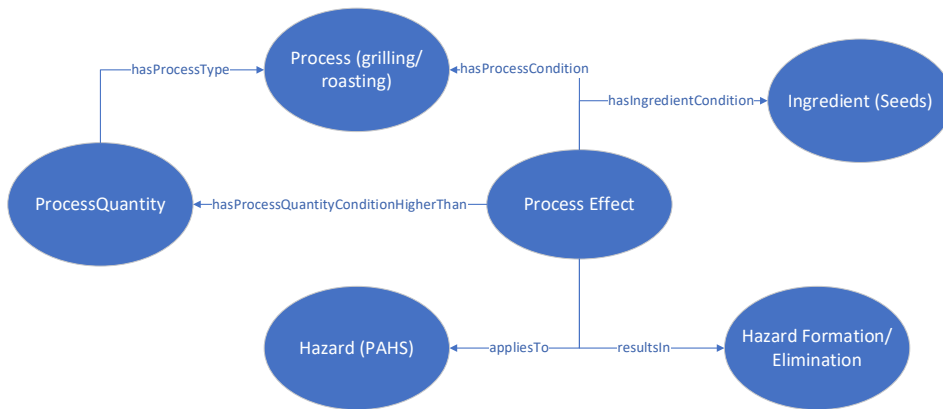 Process (grilling/
roasting)
hasProcessType
hasProcessCondition
hasIngredientCondition
Ingredient (Seeds)
ProcessQuantity
hasProcessQuantityConditionHigherThan
Process Effect
Hazard (PAHS)
appliesTo
resultsIn
Hazard Formation/
Elimination